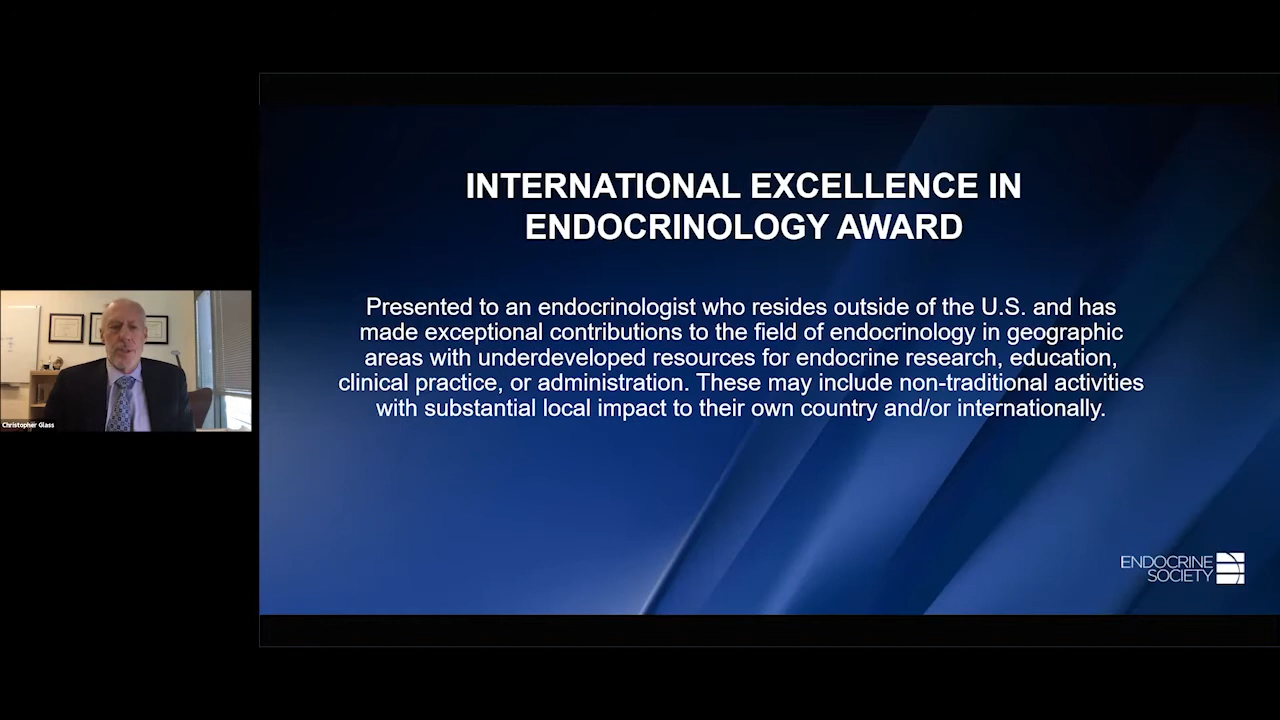 INTERNATIONAL EXCELLENCE IN
ENDOCRINOLOGY AWARD
Presented to an endocrinologist who resides outside of the U.S. and has
made exceptional contributions to the field of endocrinology in geographic
areas with underdeveloped resources for endocrine research, education,
clinical practice, or administration. These may include non-traditional activities
with substantial local impact to their own country and/or internationally.
Christopher Glass
ENDOCRINE
SOCIETY